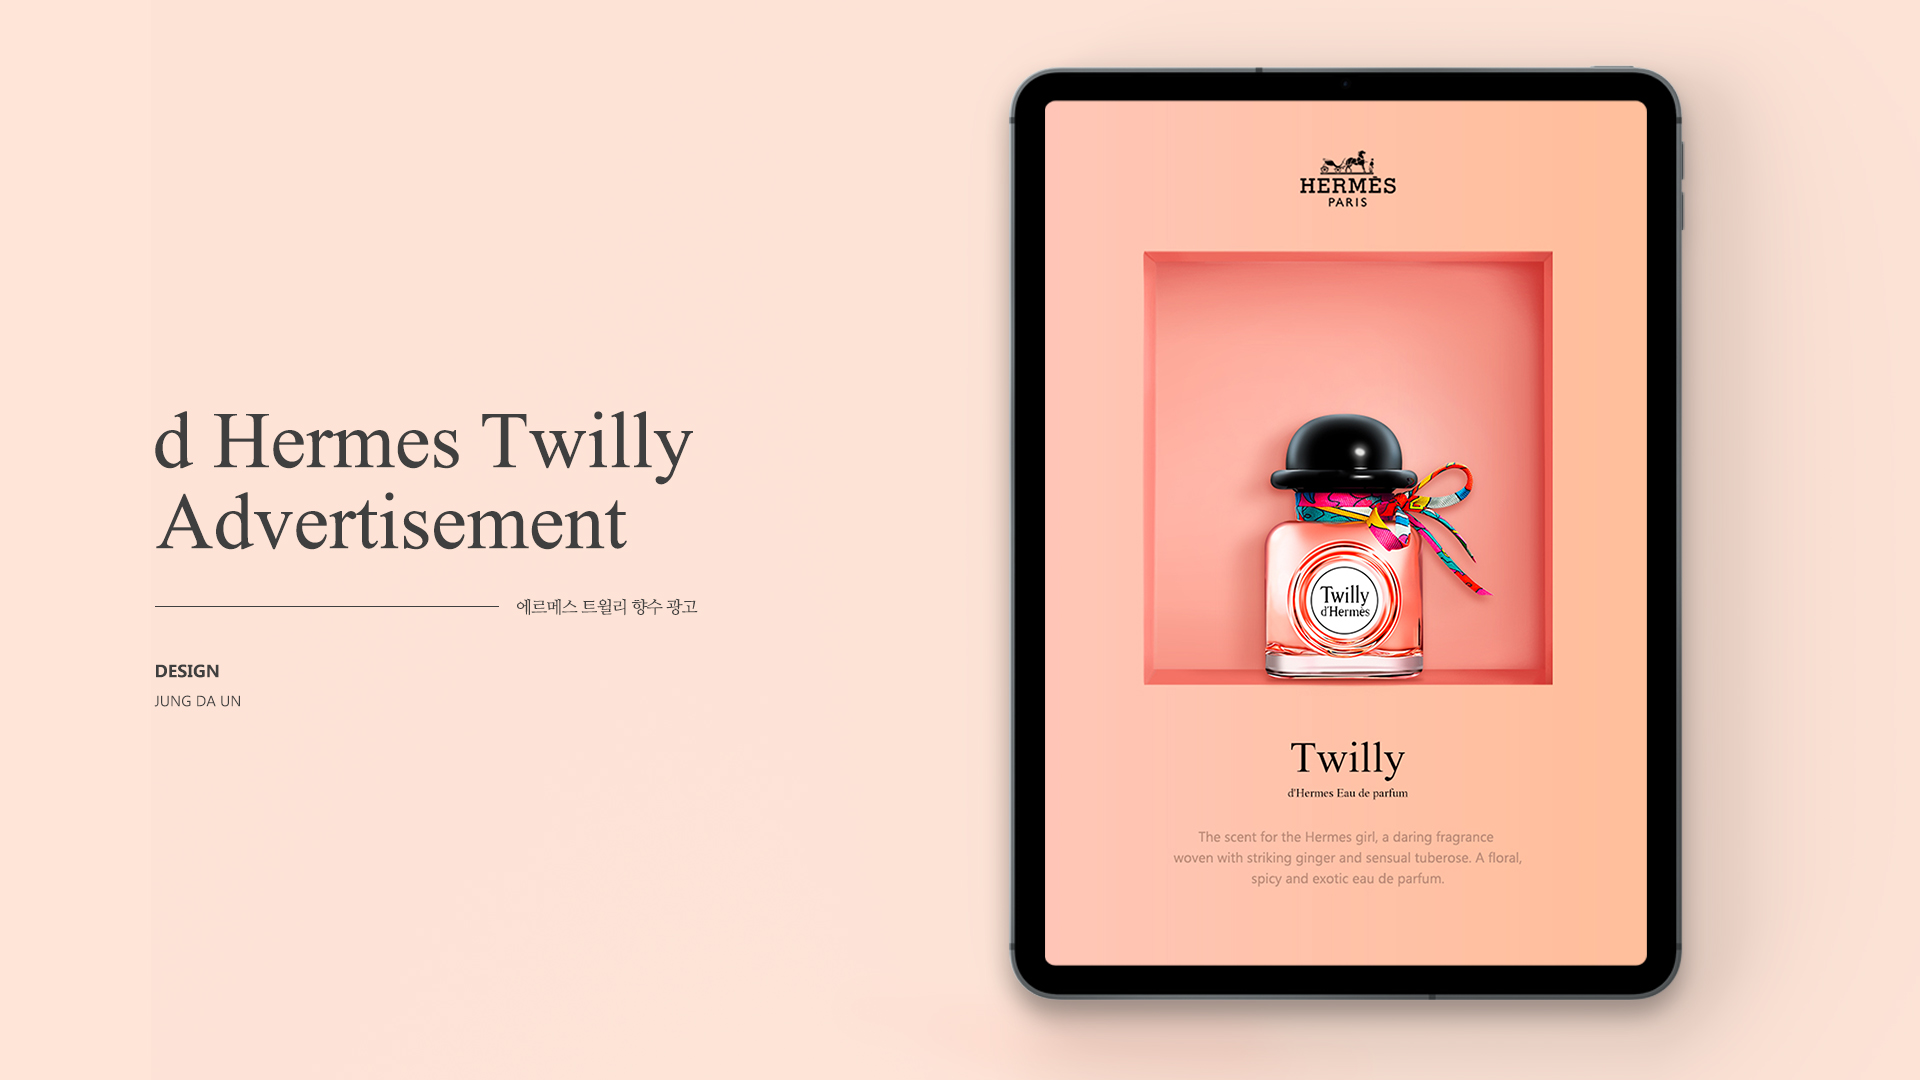 d Hermes Twilly
Advertisement
에르메스 트윌리 향수 광고
DESIGN
JUNG DA UN
HERMÈS
PARIS
Twilly
d'Hermès
Twilly
d'Hermes Eau de parfum
The scent for the Hermes girl, a daring fragrance
woven with striking ginger and sensual tuberose. A floral,
spicy and exotic eau de parfum.